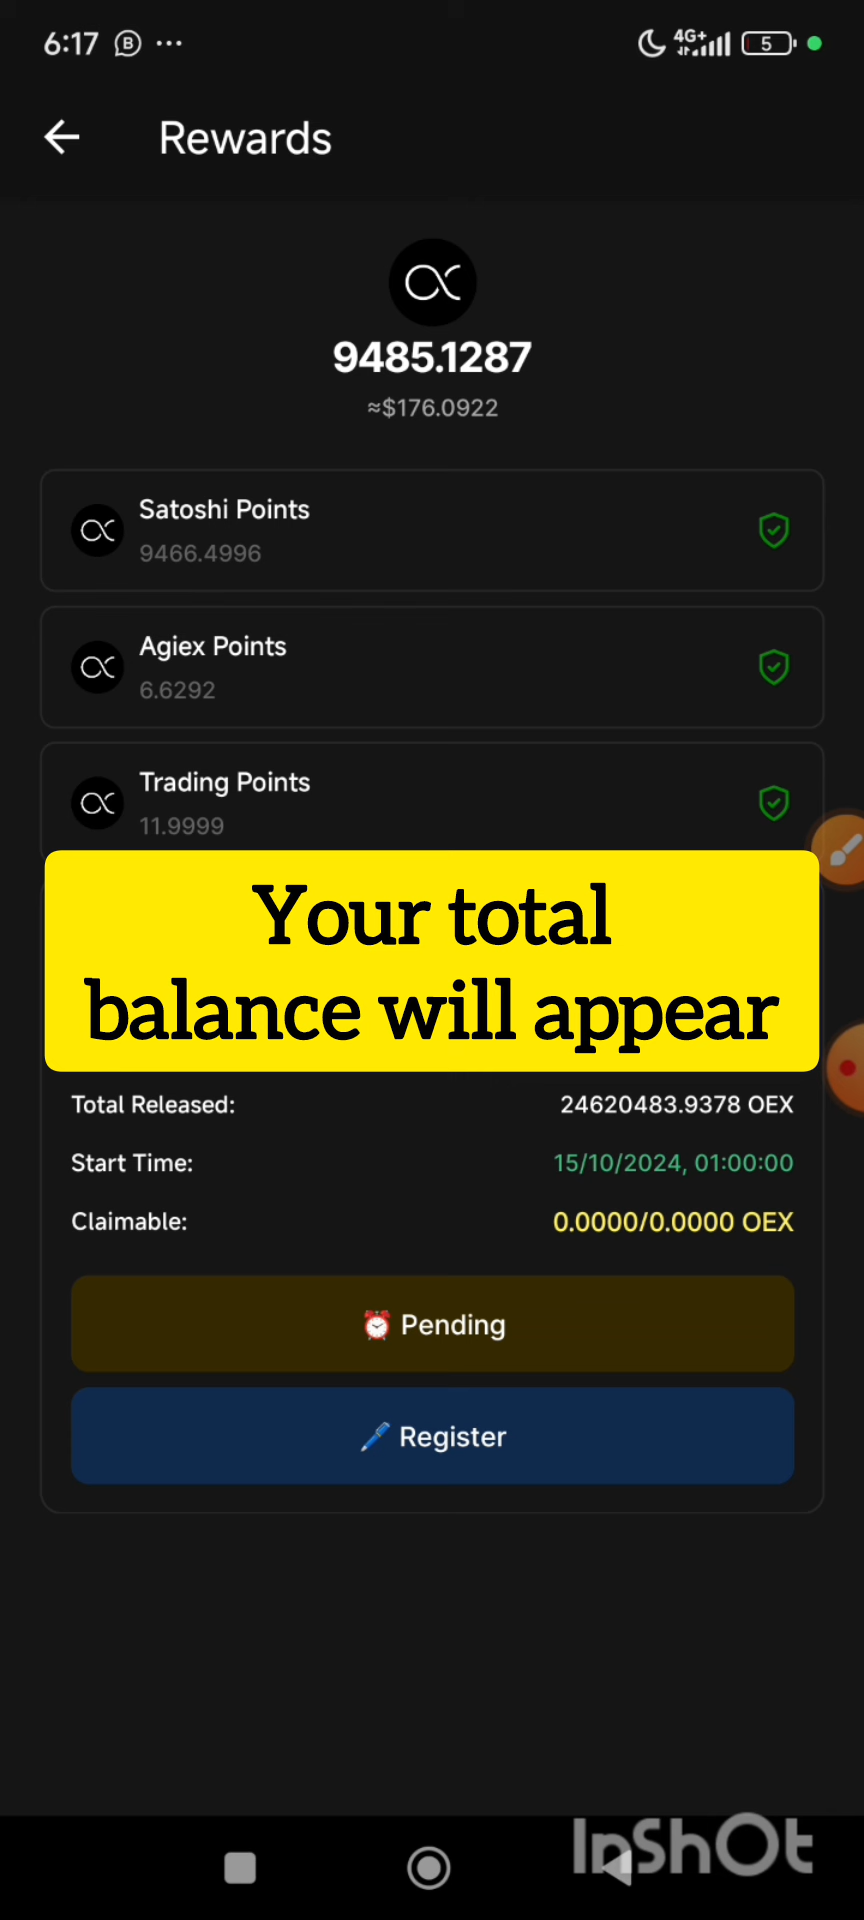 6:17 B ...
4G+ 5
Rewards
9485.1287
≈$176.0922
Satoshi Points
9466.4996
Agiex Points
6.6292
Trading Points
11.9999
Your total
balance will appear
Total Released: 24620483.9378 OEX
Start Time: 15/10/2024, 01:00:00
Claimable: 0.0000/0.0000 OEX
⏰ Pending
🖊️ Register
InShOt